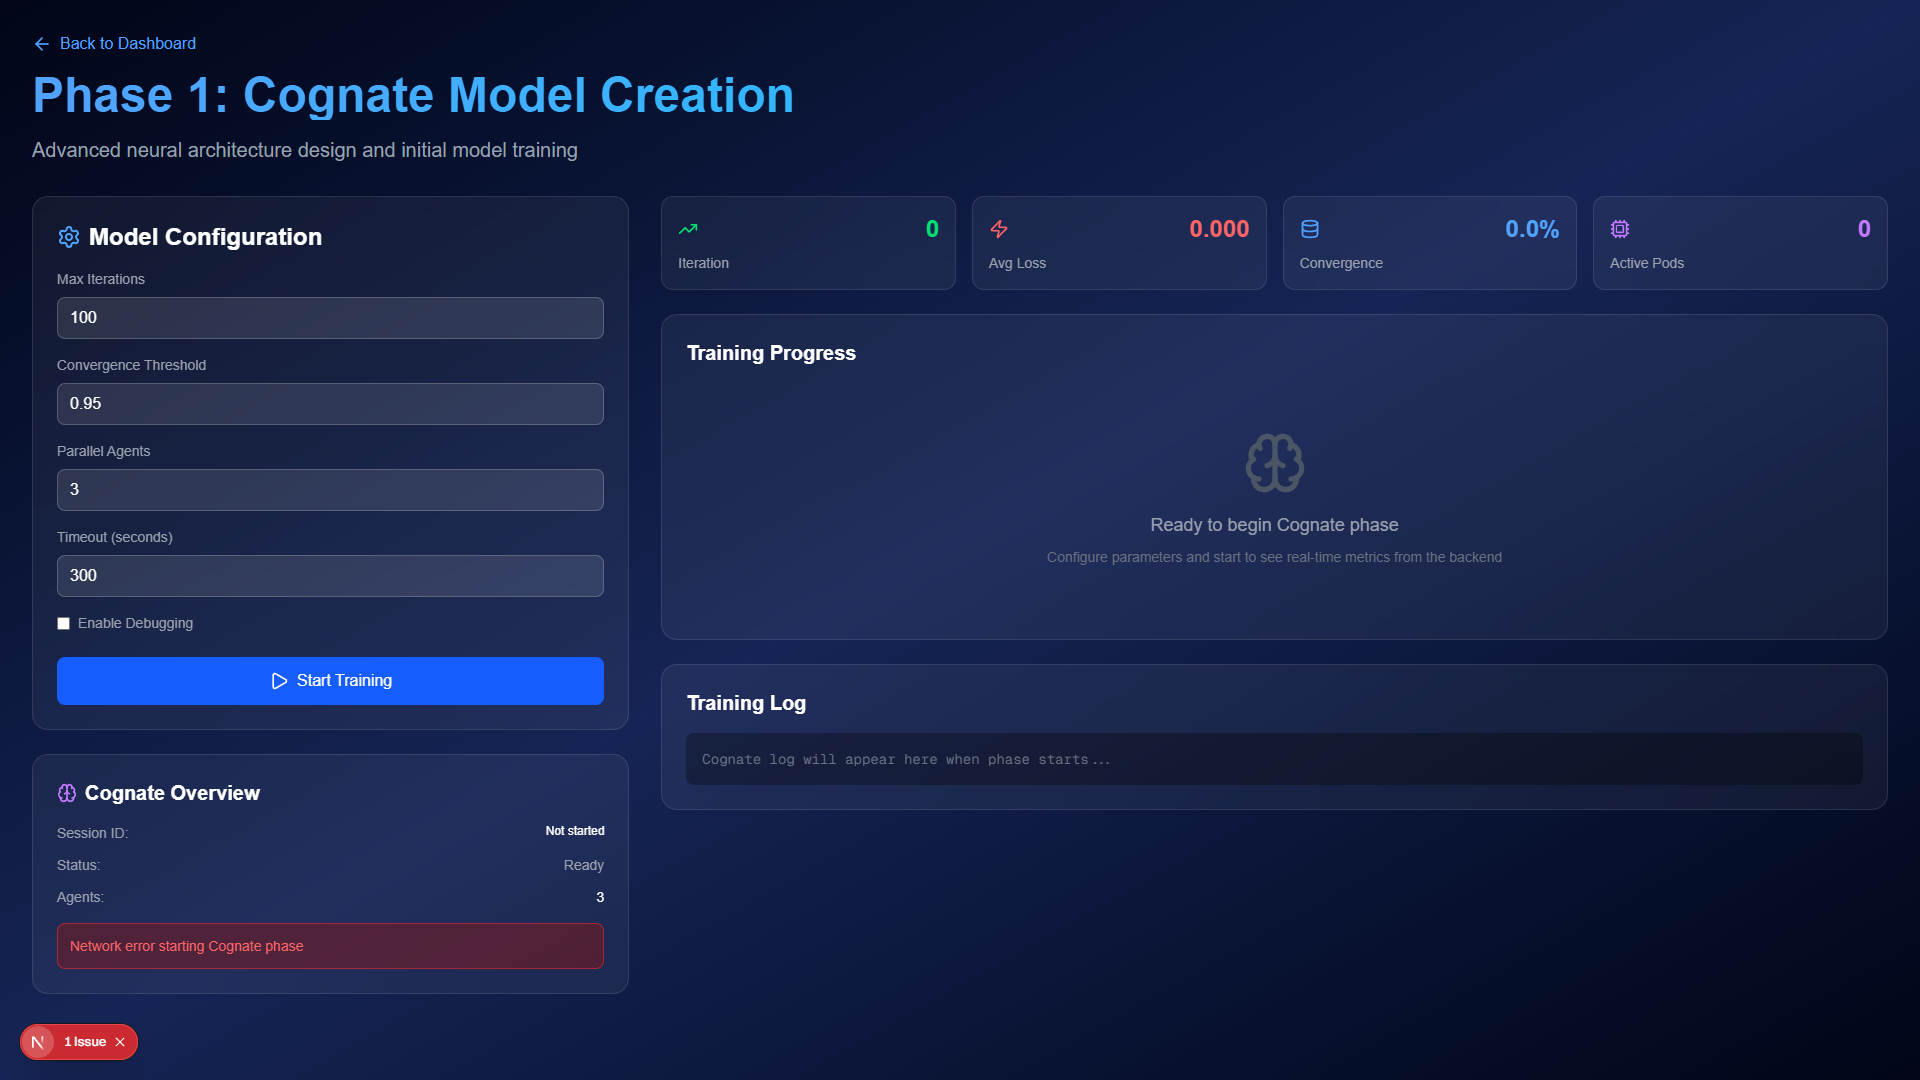 Back to Dashboard
Phase 1: Cognate Model Creation
Advanced neural architecture design and initial model training
Model Configuration
Max Iterations
100
Convergence Threshold
0.95
Parallel Agents
3
Timeout (seconds)
300
Enable Debugging
Start Training
Cognate Overview
Session ID: Not started
Status: Ready
Agents: 3
Network error starting Cognate phase
N 1 Issue
0
Iteration
0.000
Avg Loss
0.0%
Convergence
0
Active Pods
Training Progress
Ready to begin Cognate phase
Configure parameters and start to see real-time metrics from the backend
Training Log
Cognate log will appear here when phase starts...